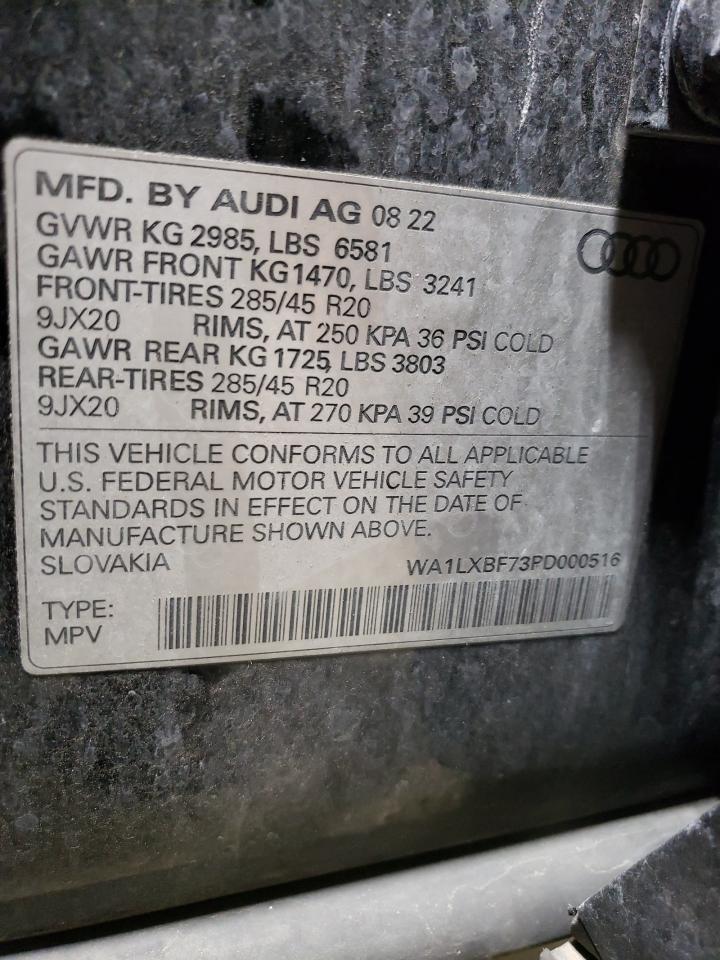 MFD. BY AUDI AG 08 22
GVWR KG 2985, LBS 6581
GAWR FRONT KG1470, LBS 3241
FRONT-TIRES 285/45 R20
9JX20 RIMS, AT 250 KPA 36 PSI COLD
GAWR REAR KG 1725, LBS 3803
REAR-TIRES 285/45 R20
9JX20 RIMS, AT 270 KPA 39 PSI COLD
THIS VEHICLE CONFORMS TO ALL APPLICABLE
U.S. FEDERAL MOTOR VEHICLE SAFETY
STANDARDS IN EFFECT ON THE DATE OF
MANUFACTURE SHOWN ABOVE.
SLOVAKIA WA1LXBF73PD000516
TYPE:
MPV